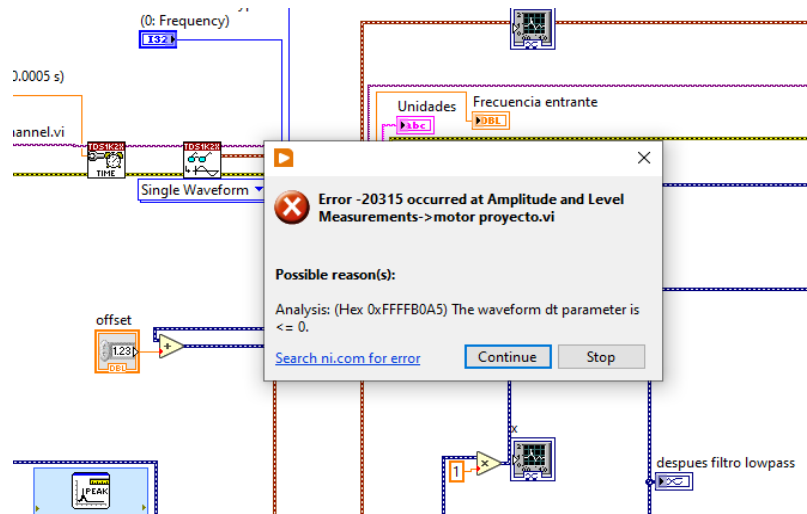 (0: Frequency)
I32
0.0005 s)
hannel.vi
Unidades
Frecuencia entrante
abc
DBL
TDS1K2X
TDS1K2X
TIME
Single Waveform
Error -20315 occurred at Amplitude and Level
Measurements->motor proyecto.vi
Possible reason(s):
Analysis: (Hex 0xFFFFB0A5) The waveform dt parameter is
<= 0.
Search ni.com for error
Continue
Stop
offset
1.23
DBL
x
1
despues filtro lowpass
PEAK